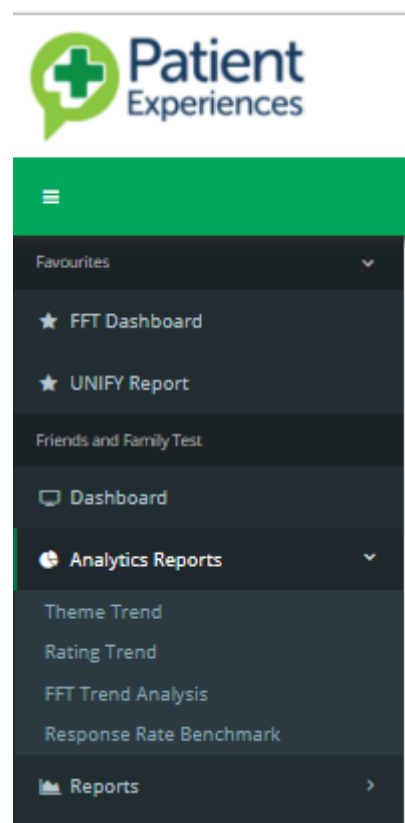 Patient
Experiences
Favourites
FFT Dashboard
UNIFY Report
Friends and Family Test
Dashboard
Analytics Reports
Theme Trend
Rating Trend
FFT Trend Analysis
Response Rate Benchmark
Reports